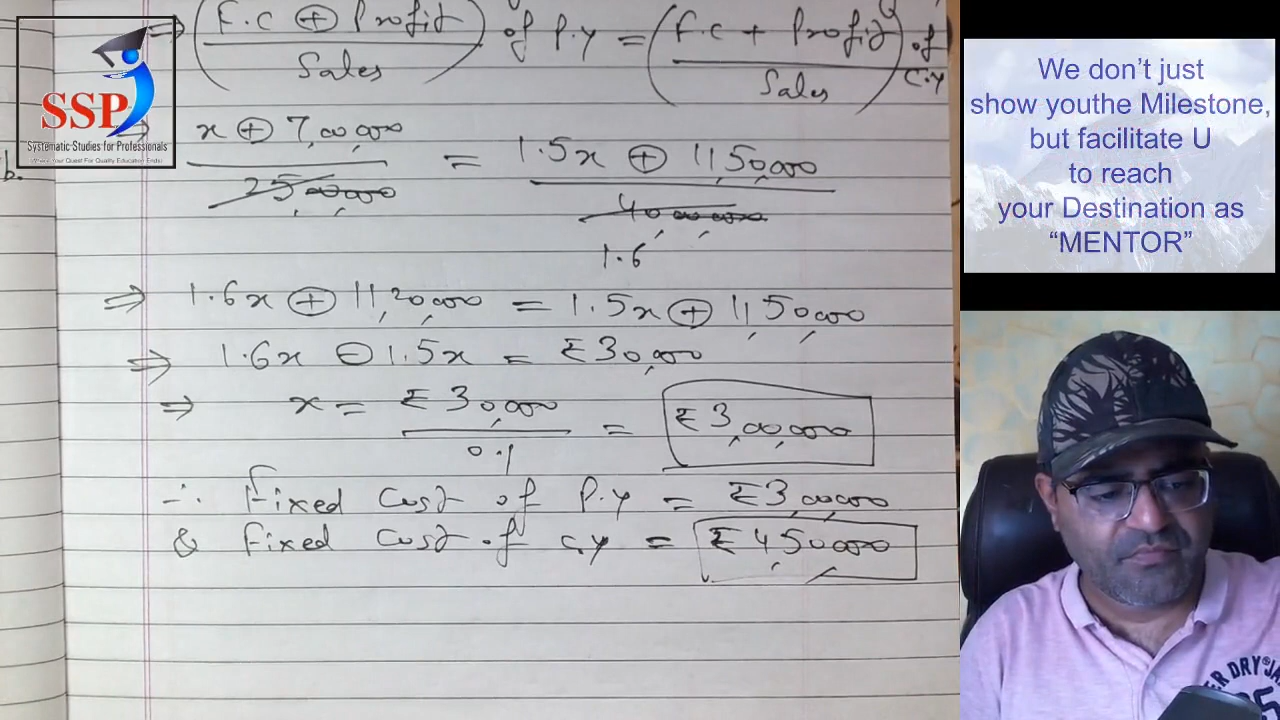 ⇒ (F.C ⊕ Profit / Sales) of P.Y = (F.C + Profit / Sales) of C.Y
⇒ x ⊕ 7,00,000 / 25,00,000 = 1.5x ⊕ 11,50,000 / 40,00,000
1.6
⇒ 1.6x ⊕ 11,20,000 = 1.5x ⊕ 11,50,000
⇒ 1.6x ⊖ 1.5x = ₹30,000
⇒ x = ₹30,000 / 0.1 = ₹3,00,000
∴ Fixed Cost of P.Y = ₹3,00,000
& Fixed Cost of C.Y = ₹4,50,000
b.
SSP
Systematic Studies for Professionals
We don't just
show youthe Milestone,
but facilitate U
to reach
your Destination as
“MENTOR”
ER DRY®JA